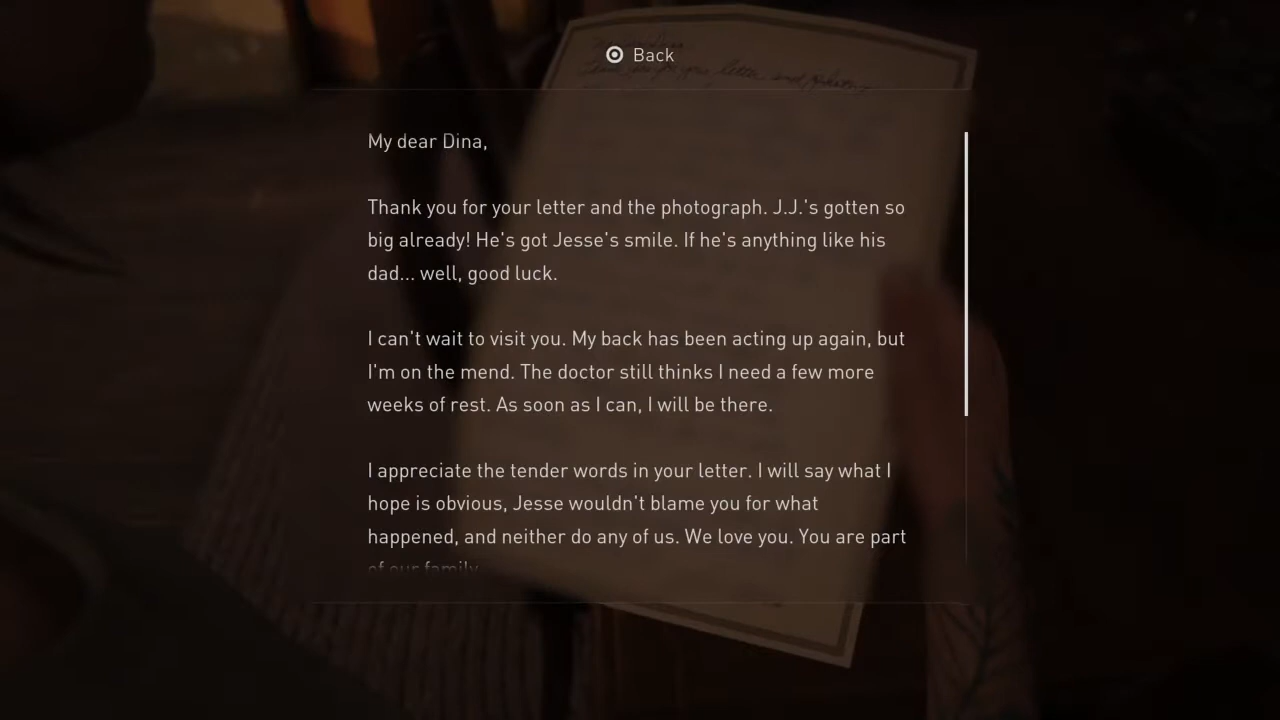 Back
My dear Dina,
Thank you for your letter and the photograph. J.J.'s gotten so
big already! He's got Jesse's smile. If he's anything like his
dad... well, good luck.
I can't wait to visit you. My back has been acting up again, but
I'm on the mend. The doctor still thinks I need a few more
weeks of rest. As soon as I can, I will be there.
I appreciate the tender words in your letter. I will say what I
hope is obvious, Jesse wouldn't blame you for what
happened, and neither do any of us. We love you. You are part
of our family